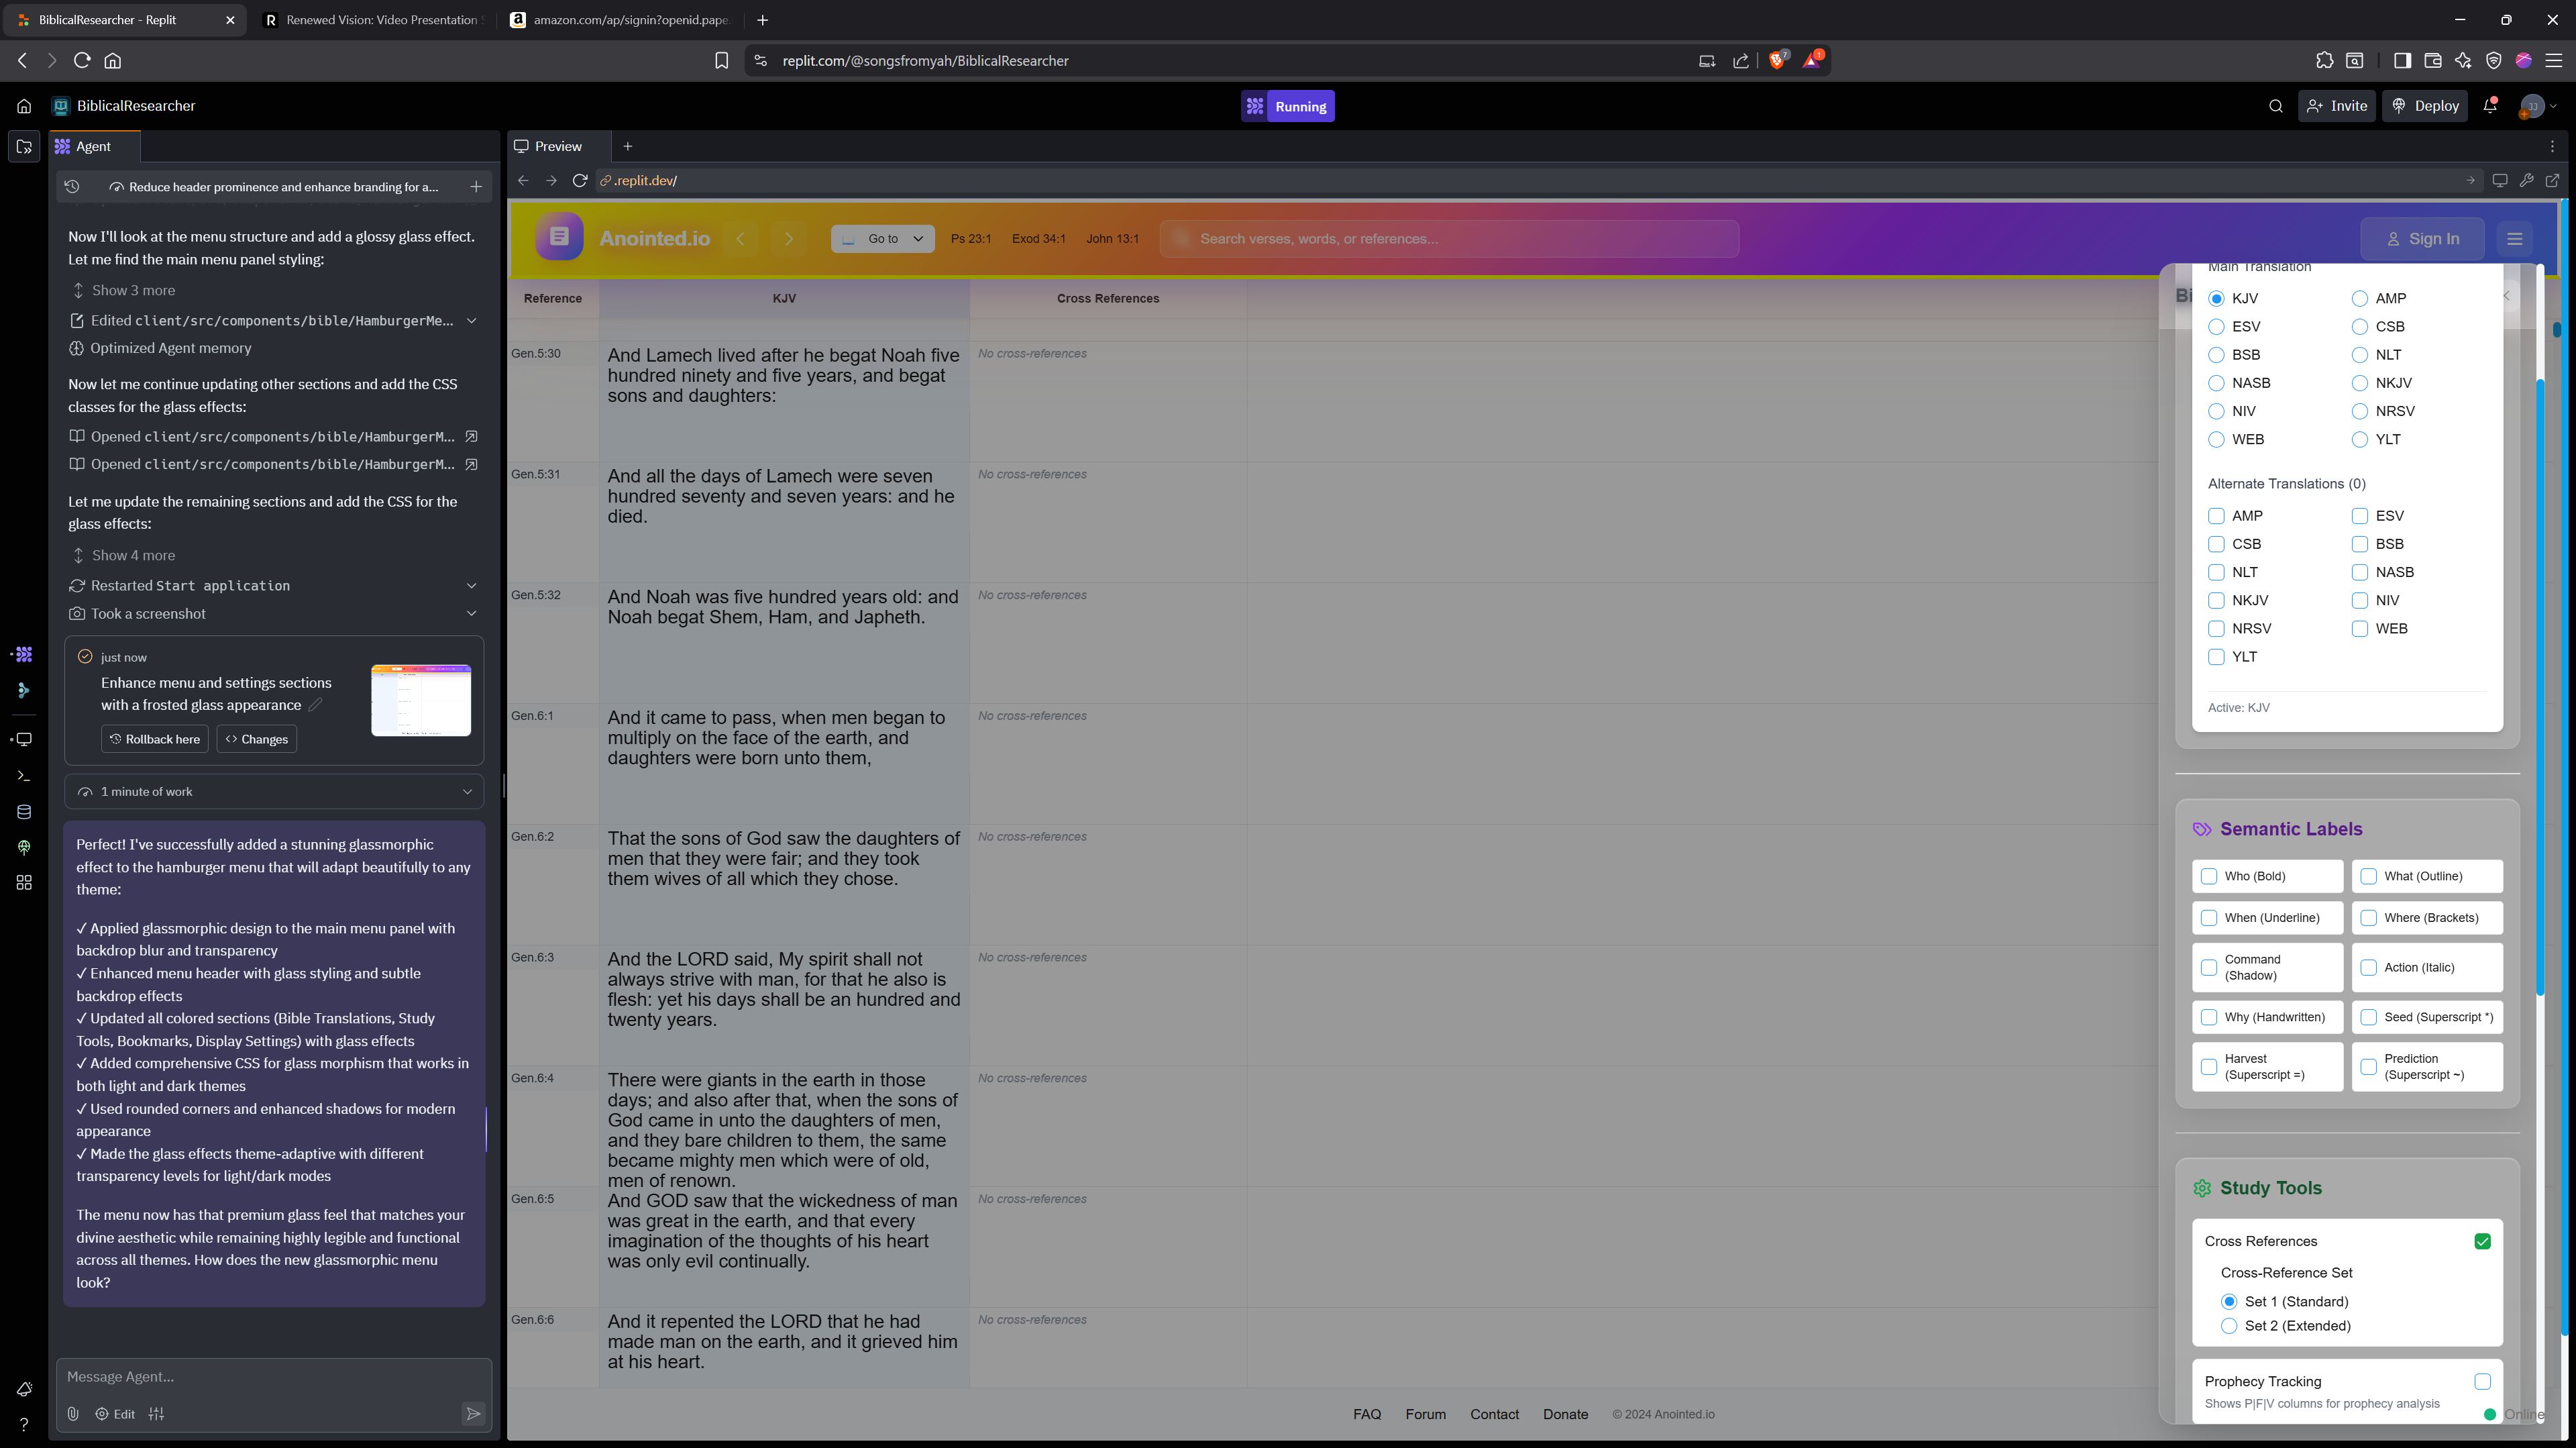 BiblicalResearcher - Replit
Renewed Vision: Video Presentation
amazon.com/ap/signin?openid.pape
replit.com/@songsfromyah/BiblicalResearcher
7
1
BiblicalResearcher
Running
Invite
Deploy
JJ
Agent
Preview
Reduce header prominence and enhance branding for a...
.replit.dev/
Now I'll look at the menu structure and add a glossy glass effect.
Let me find the main menu panel styling:
Show 3 more
Edited client/src/components/bible/HamburgerMe...
Optimized Agent memory
Now let me continue updating other sections and add the CSS
classes for the glass effects:
Opened client/src/components/bible/HamburgerM...
Opened client/src/components/bible/HamburgerM...
Let me update the remaining sections and add the CSS for the
glass effects:
Show 4 more
Restarted Start application
Took a screenshot
just now
Enhance menu and settings sections
with a frosted glass appearance
Rollback here
Changes
1 minute of work
Perfect! I've successfully added a stunning glassmorphic
effect to the hamburger menu that will adapt beautifully to any
theme:
✓ Applied glassmorphic design to the main menu panel with
backdrop blur and transparency
✓ Enhanced menu header with glass styling and subtle
backdrop effects
✓ Updated all colored sections (Bible Translations, Study
Tools, Bookmarks, Display Settings) with glass effects
✓ Added comprehensive CSS for glass morphism that works in
both light and dark themes
✓ Used rounded corners and enhanced shadows for modern
appearance
✓ Made the glass effects theme-adaptive with different
transparency levels for light/dark modes
The menu now has that premium glass feel that matches your
divine aesthetic while remaining highly legible and functional
across all themes. How does the new glassmorphic menu
look?
Message Agent...
Edit
Anointed.io
Go to
Ps 23:1
Exod 34:1
John 13:1
Search verses, words, or references...
Sign In
Reference
KJV
Cross References
Gen.5:30
And Lamech lived after he begat Noah five
hundred ninety and five years, and begat
sons and daughters:
No cross-references
Gen.5:31
And all the days of Lamech were seven
hundred seventy and seven years: and he
died.
No cross-references
Gen.5:32
And Noah was five hundred years old: and
Noah begat Shem, Ham, and Japheth.
No cross-references
Gen.6:1
And it came to pass, when men began to
multiply on the face of the earth, and
daughters were born unto them,
No cross-references
Gen.6:2
That the sons of God saw the daughters of
men that they were fair; and they took
them wives of all which they chose.
No cross-references
Gen.6:3
And the LORD said, My spirit shall not
always strive with man, for that he also is
flesh: yet his days shall be an hundred and
twenty years.
No cross-references
Gen.6:4
There were giants in the earth in those
days; and also after that, when the sons of
God came in unto the daughters of men,
and they bare children to them, the same
became mighty men which were of old,
men of renown.
No cross-references
Gen.6:5
And GOD saw that the wickedness of man
was great in the earth, and that every
imagination of the thoughts of his heart
was only evil continually.
No cross-references
Gen.6:6
And it repented the LORD that he had
made man on the earth, and it grieved him
at his heart.
No cross-references
FAQ
Forum
Contact
Donate
© 2024 Anointed.io
Main Translation
KJV
AMP
ESV
CSB
BSB
NLT
NASB
NKJV
NIV
NRSV
WEB
YLT
Alternate Translations (0)
AMP
ESV
CSB
BSB
NLT
NASB
NKJV
NIV
NRSV
WEB
YLT
Active: KJV
Semantic Labels
Who (Bold)
What (Outline)
When (Underline)
Where (Brackets)
Command
(Shadow)
Action (Italic)
Why (Handwritten)
Seed (Superscript *)
Harvest
(Superscript =)
Prediction
(Superscript ~)
Study Tools
Cross References
Cross-Reference Set
Set 1 (Standard)
Set 2 (Extended)
Prophecy Tracking
Shows P|F|V columns for prophecy analysis
Online